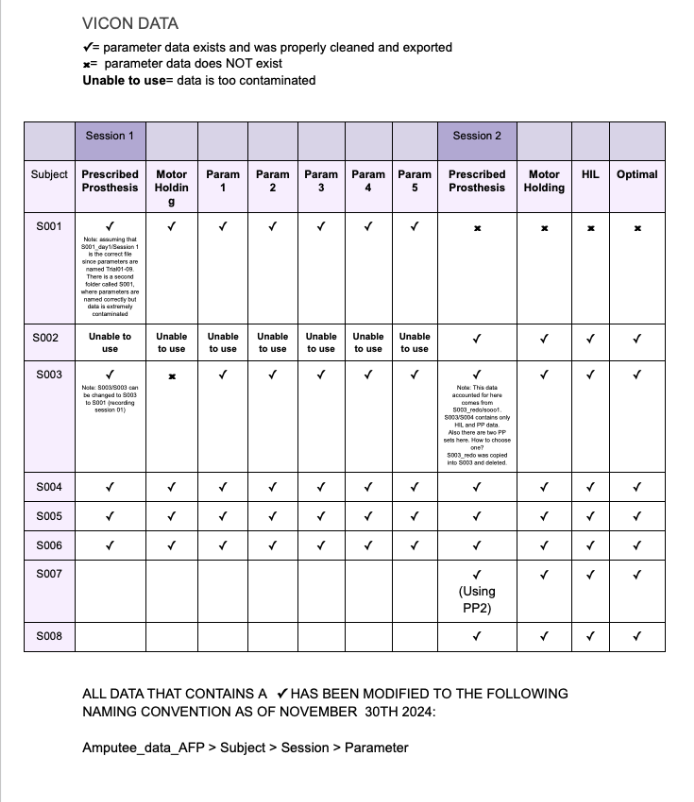 VICON DATA
✓= parameter data exists and was properly cleaned and exported
×= parameter data does NOT exist
Unable to use= data is too contaminated
Session 1 Session 2
Subject Prescribed Prosthesis Motor Holdin g Param 1 Param 2 Param 3 Param 4 Param 5 Prescribed Prosthesis Motor Holding HIL Optimal
S001 ✓ ✓ ✓ ✓ ✓ ✓ ✓ × × × ×
Note: assuming that
S001_day1/Session 1
is the correct file
since parameters are
named Trial01-09.
There is a second
folder called S001,
where parameters are
named correctly but
data is extremely
contaminated
S002 Unable to use Unable to use Unable to use Unable to use Unable to use Unable to use Unable to use ✓ ✓ ✓ ✓
S003 ✓ × ✓ ✓ ✓ ✓ ✓ ✓ ✓ ✓ ✓
Note: S003/S003 can
be changed to S003
to S001 (recording
session 01)
Note: This data
accounted for here
comes from
S003_redo/sooo1.
S003/S004 contains only
HIL and PP data.
Also there are two PP
sets here. How to choose
one?
S003_redo was copied
into S003 and deleted.
S004 ✓ ✓ ✓ ✓ ✓ ✓ ✓ ✓ ✓ ✓ ✓
S005 ✓ ✓ ✓ ✓ ✓ ✓ ✓ ✓ ✓ ✓ ✓
S006 ✓ ✓ ✓ ✓ ✓ ✓ ✓ ✓ ✓ ✓ ✓
S007 ✓ ✓ ✓ ✓
(Using
PP2)
S008 ✓ ✓ ✓ ✓
ALL DATA THAT CONTAINS A ✓ HAS BEEN MODIFIED TO THE FOLLOWING
NAMING CONVENTION AS OF NOVEMBER 30TH 2024:
Amputee_data_AFP > Subject > Session > Parameter